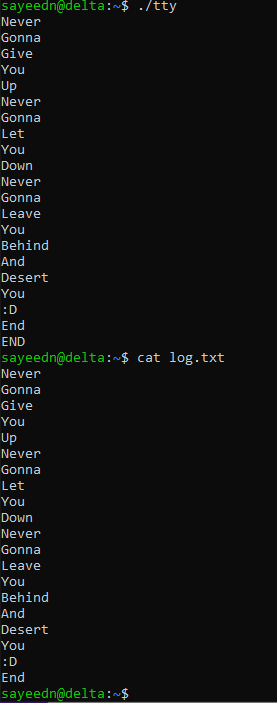 sayeedn@delta:~$ ./tty
Never
Gonna
Give
You
Up
Never
Gonna
Let
You
Down
Never
Gonna
Leave
You
Behind
And
Desert
You
:D
End
END
sayeedn@delta:~$ cat log.txt
Never
Gonna
Give
You
Up
Never
Gonna
Let
You
Down
Never
Gonna
Leave
You
Behind
And
Desert
You
:D
End
sayeedn@delta:~$